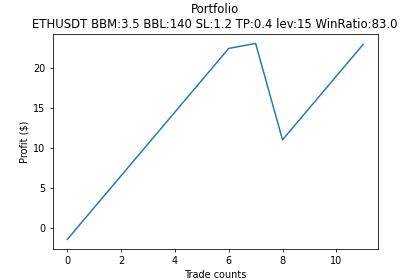 Portfolio
ETHUSDT BBM:3.5 BBL:140 SL:1.2 TP:0.4 lev:15 WinRatio:83.0
Profit ($)
20
15
10
5
0
0 2 4 6 8 10
Trade counts